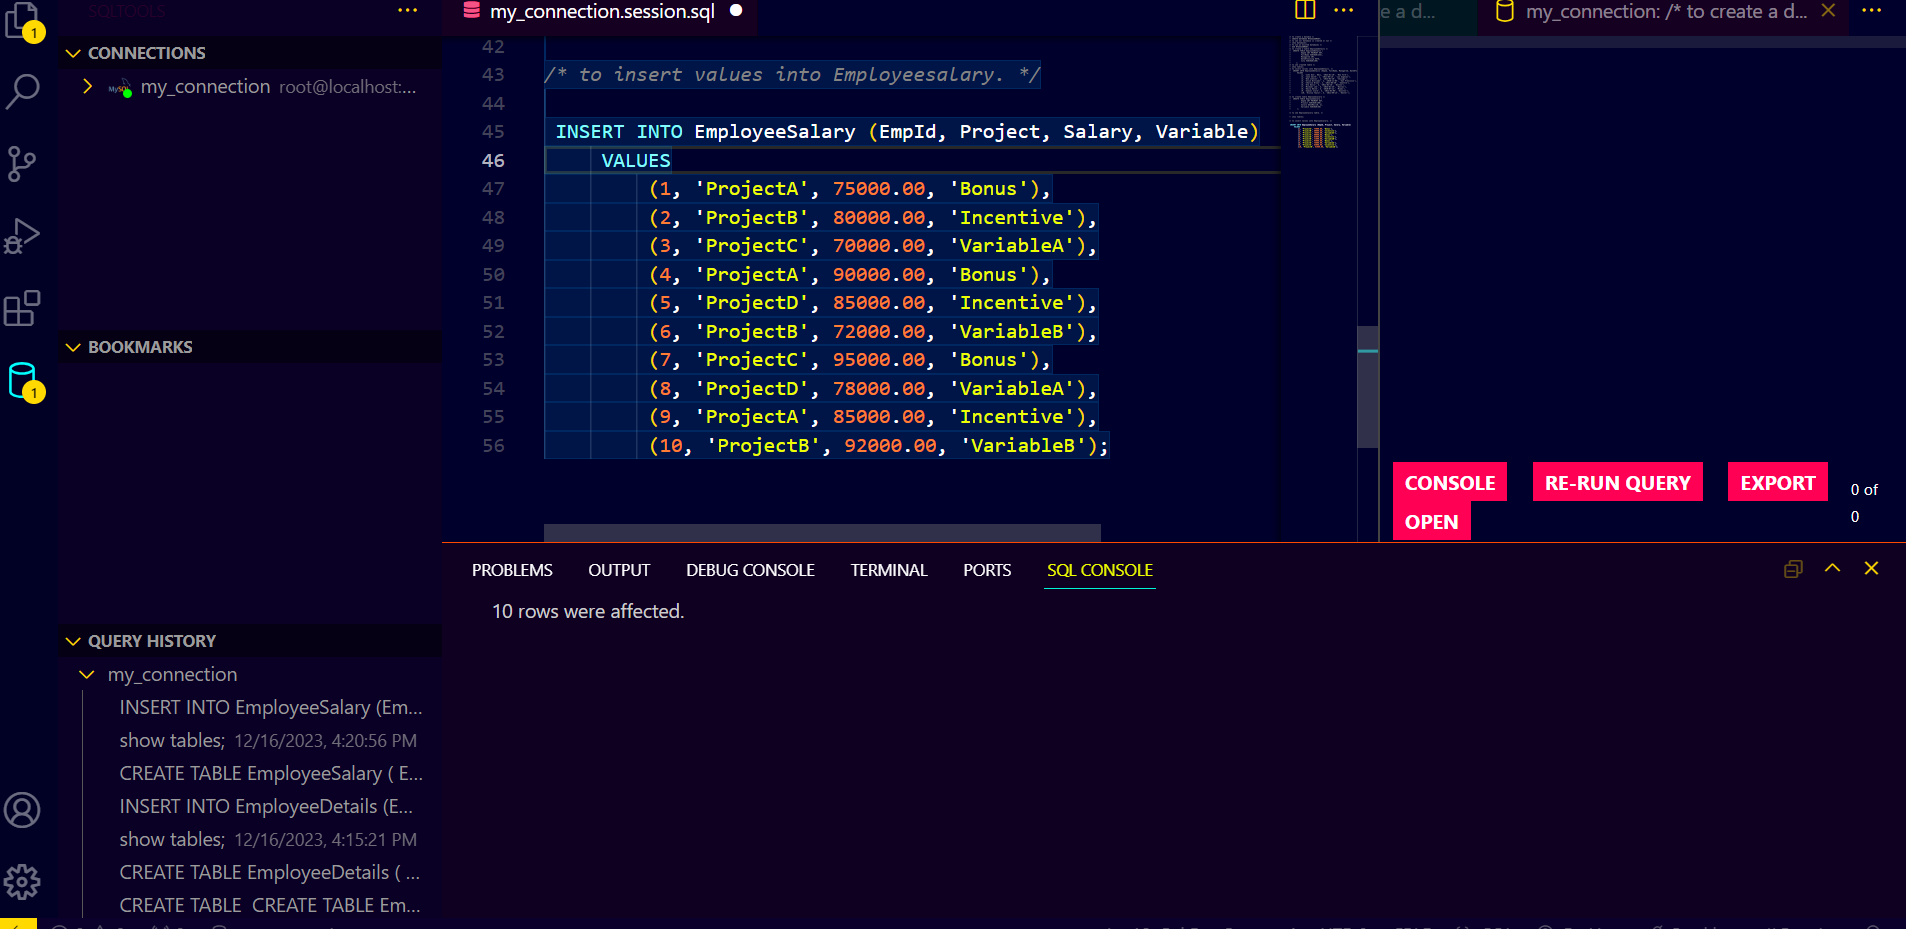 SQLTOOLS
my_connection.session.sql
e a d...
my_connection: /* to create a d...
1
CONNECTIONS
MySQL my_connection root@localhost:...
BOOKMARKS
1
QUERY HISTORY
my_connection
INSERT INTO EmployeeSalary (Em...
show tables; 12/16/2023, 4:20:56 PM
CREATE TABLE EmployeeSalary ( E...
INSERT INTO EmployeeDetails (E...
show tables; 12/16/2023, 4:15:21 PM
CREATE TABLE EmployeeDetails ( ...
CREATE TABLE CREATE TABLE Em...
42
43 /* to insert values into Employeesalary. */
44
45 INSERT INTO EmployeeSalary (EmpId, Project, Salary, Variable)
46 VALUES
47 (1, 'ProjectA', 75000.00, 'Bonus'),
48 (2, 'ProjectB', 80000.00, 'Incentive'),
49 (3, 'ProjectC', 70000.00, 'VariableA'),
50 (4, 'ProjectA', 90000.00, 'Bonus'),
51 (5, 'ProjectD', 85000.00, 'Incentive'),
52 (6, 'ProjectB', 72000.00, 'VariableB'),
53 (7, 'ProjectC', 95000.00, 'Bonus'),
54 (8, 'ProjectD', 78000.00, 'VariableA'),
55 (9, 'ProjectA', 85000.00, 'Incentive'),
56 (10, 'ProjectB', 92000.00, 'VariableB');
CONSOLE RE-RUN QUERY EXPORT 0 of
OPEN 0
PROBLEMS OUTPUT DEBUG CONSOLE TERMINAL PORTS SQL CONSOLE
10 rows were affected.